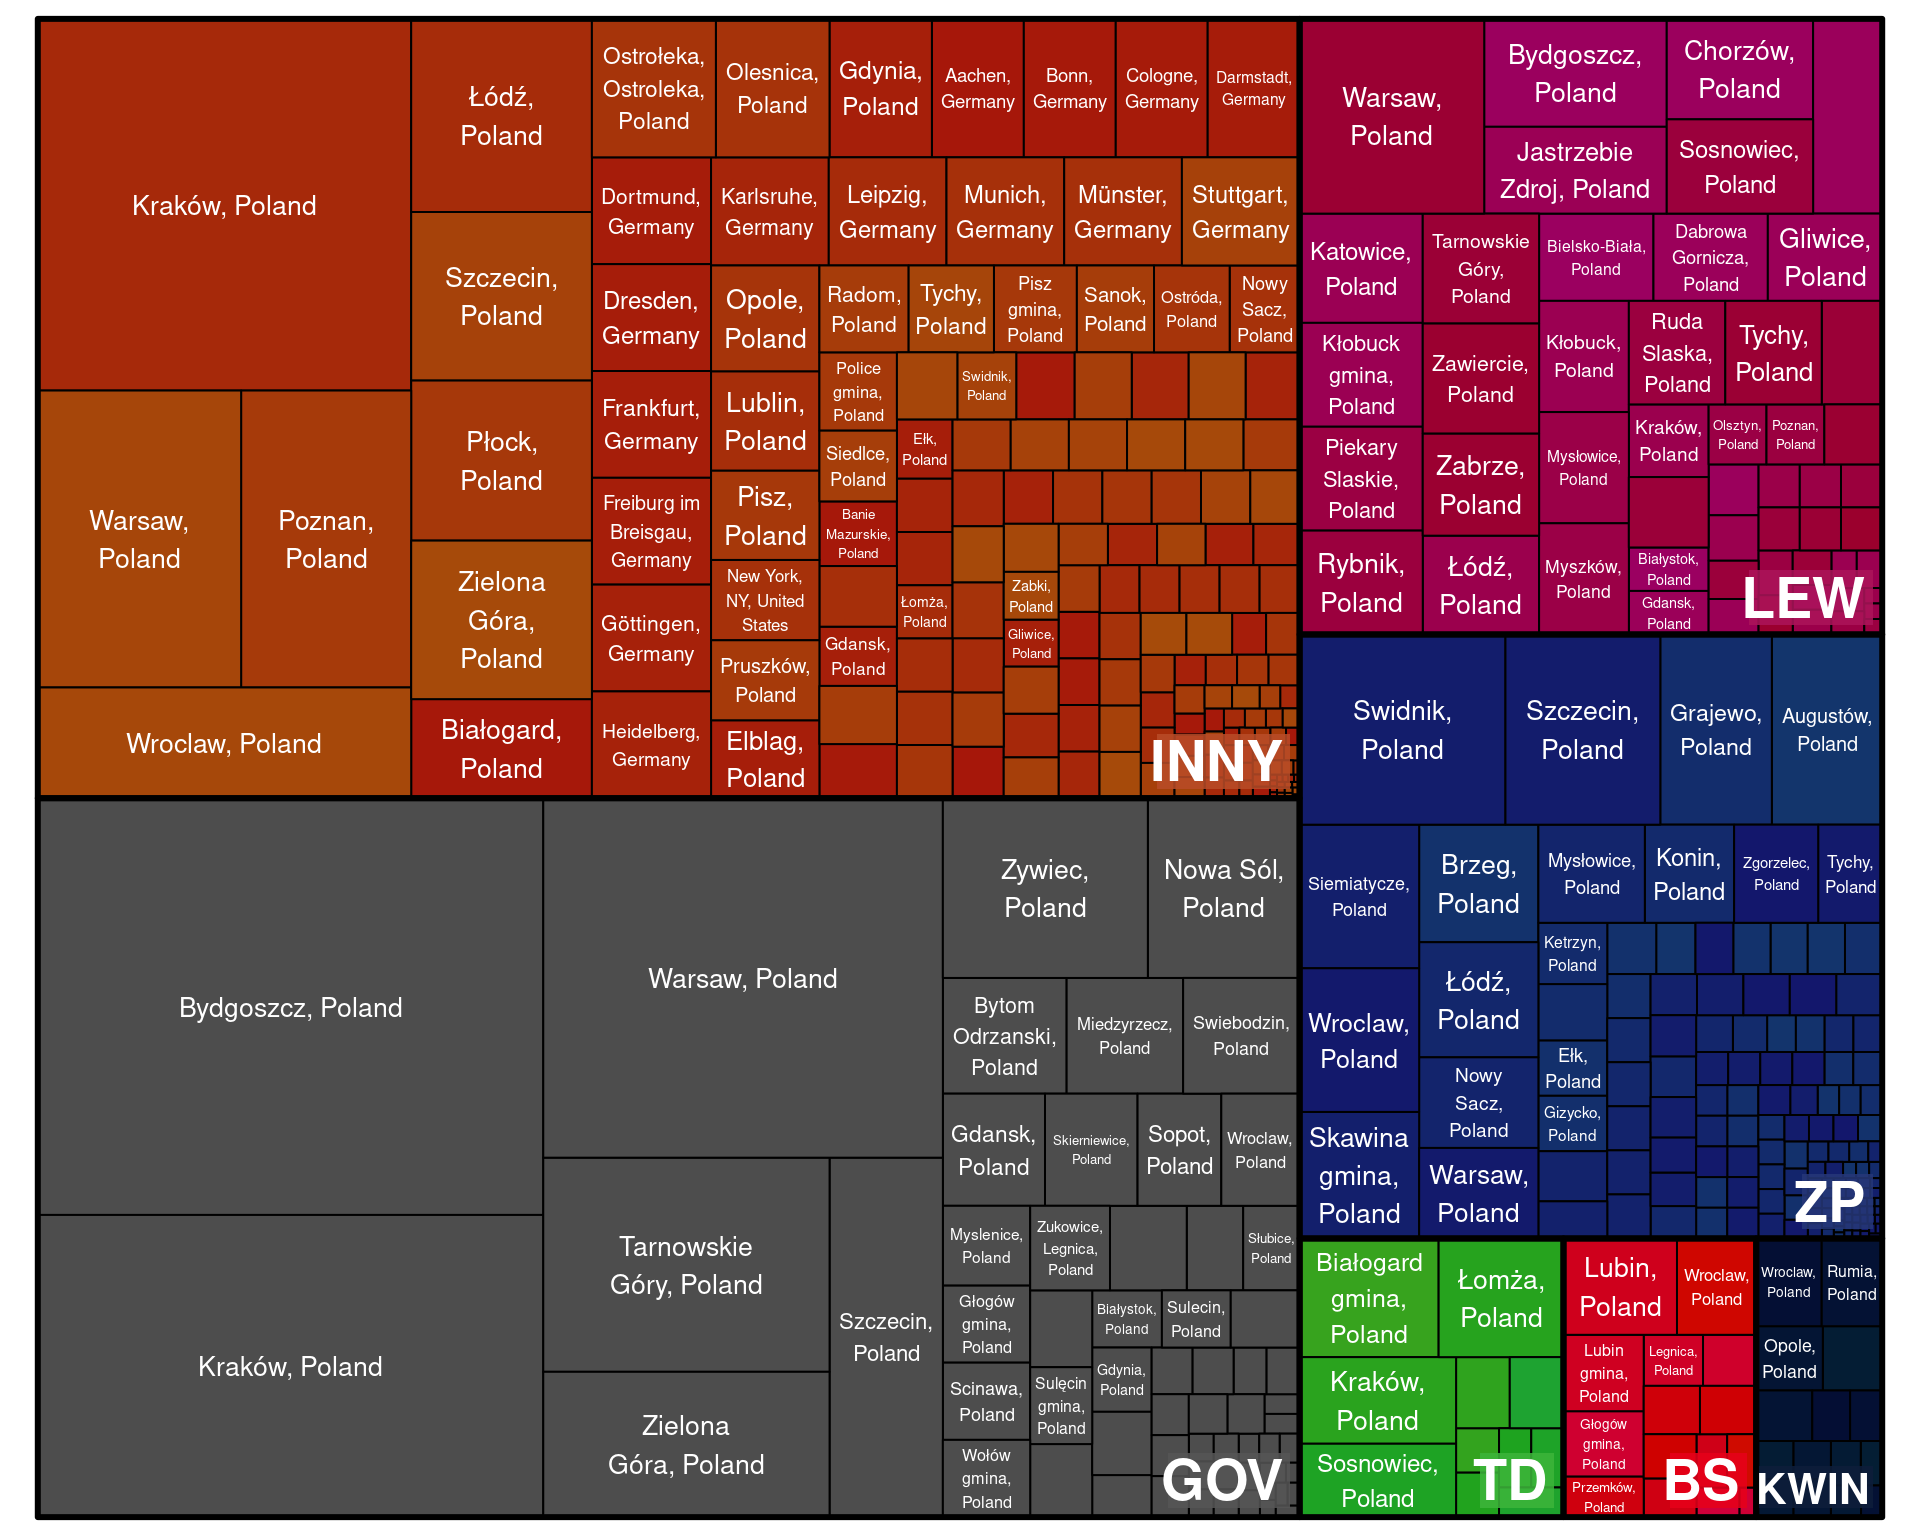 Kraków, Poland
Warsaw,
Poland
Poznan,
Poland
Wroclaw, Poland
Łódź,
Poland
Szczecin,
Poland
Płock,
Poland
Zielona
Góra,
Poland
Białogard,
Poland
Ostrołeka,
Ostroleka,
Poland
Olesnica,
Poland
Gdynia,
Poland
Aachen,
Germany
Bonn,
Germany
Cologne,
Germany
Darmstadt,
Germany
Dortmund,
Germany
Karlsruhe,
Germany
Leipzig,
Germany
Munich,
Germany
Münster,
Germany
Stuttgart,
Germany
Dresden,
Germany
Frankfurt,
Germany
Freiburg im
Breisgau,
Germany
Göttingen,
Germany
Heidelberg,
Germany
Opole,
Poland
Lublin,
Poland
Pisz,
Poland
New York,
NY, United
States
Pruszków,
Poland
Elblag,
Poland
Radom,
Poland
Tychy,
Poland
Pisz
gmina,
Poland
Sanok,
Poland
Ostróda,
Poland
Nowy
Sacz,
Poland
Police
gmina,
Poland
Swidnik,
Poland
Siedlce,
Poland
Ełk,
Poland
Banie
Mazurskie,
Poland
Łomża,
Poland
Gdansk,
Poland
Zabki,
Poland
Gliwice,
Poland
INNY
Warsaw,
Poland
Bydgoszcz,
Poland
Chorzów,
Poland
Jastrzebie
Zdroj, Poland
Sosnowiec,
Poland
Katowice,
Poland
Tarnowskie
Góry,
Poland
Bielsko-Biała,
Poland
Dabrowa
Gornicza,
Poland
Gliwice,
Poland
Kłobuck
gmina,
Poland
Zawiercie,
Poland
Kłobuck,
Poland
Ruda
Slaska,
Poland
Tychy,
Poland
Piekary
Slaskie,
Poland
Zabrze,
Poland
Mysłowice,
Poland
Kraków,
Poland
Olsztyn,
Poland
Poznan,
Poland
Rybnik,
Poland
Łódź,
Poland
Myszków,
Poland
Białystok,
Poland
Gdansk,
Poland
LEW
Swidnik,
Poland
Szczecin,
Poland
Grajewo,
Poland
Augustów,
Poland
Siemiatycze,
Poland
Brzeg,
Poland
Mysłowice,
Poland
Konin,
Poland
Zgorzelec,
Poland
Tychy,
Poland
Wroclaw,
Poland
Łódź,
Poland
Ketrzyn,
Poland
Ełk,
Poland
Gizycko,
Poland
Nowy
Sacz,
Poland
Skawina
gmina,
Poland
Warsaw,
Poland
ZP
Bydgoszcz, Poland
Kraków, Poland
Warsaw, Poland
Tarnowskie
Góry, Poland
Zielona
Góra, Poland
Szczecin,
Poland
Zywiec,
Poland
Nowa Sól,
Poland
Bytom
Odrzanski,
Poland
Miedzyrzecz,
Poland
Swiebodzin,
Poland
Gdansk,
Poland
Skierniewice,
Poland
Sopot,
Poland
Wroclaw,
Poland
Myslenice,
Poland
Zukowice,
Legnica,
Poland
Słubice,
Poland
Głogów
gmina,
Poland
Białystok,
Poland
Sulecin,
Poland
Scinawa,
Poland
Sulęcin
gmina,
Poland
Gdynia,
Poland
Wołów
gmina,
Poland
GOV
Białogard
gmina,
Poland
Łomża,
Poland
Kraków,
Poland
Sosnowiec,
Poland
TD
Lubin,
Poland
Wroclaw,
Poland
Lubin
gmina,
Poland
Legnica,
Poland
Głogów
gmina,
Poland
Przemków,
Poland
BS
Wroclaw,
Poland
Rumia,
Poland
Opole,
Poland
KWIN